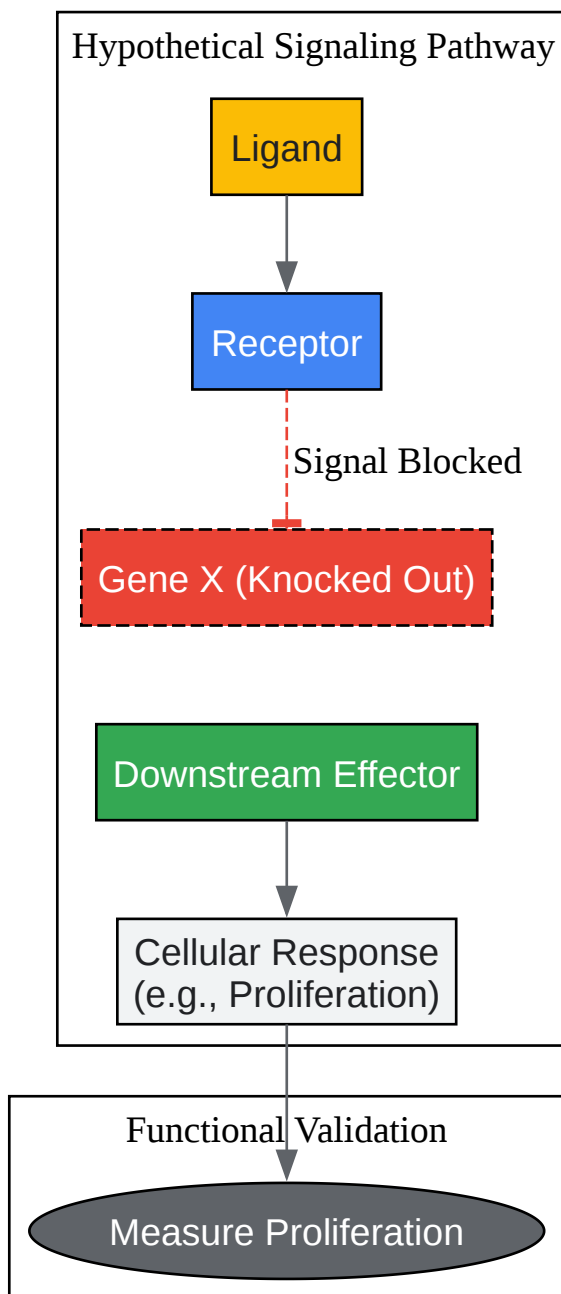 Hypothetical Signaling Pathway
Ligand
Receptor
Signal Blocked
Gene X (Knocked Out)
Downstream Effector
Cellular Response
(e.g., Proliferation)
Functional Validation
Measure Proliferation